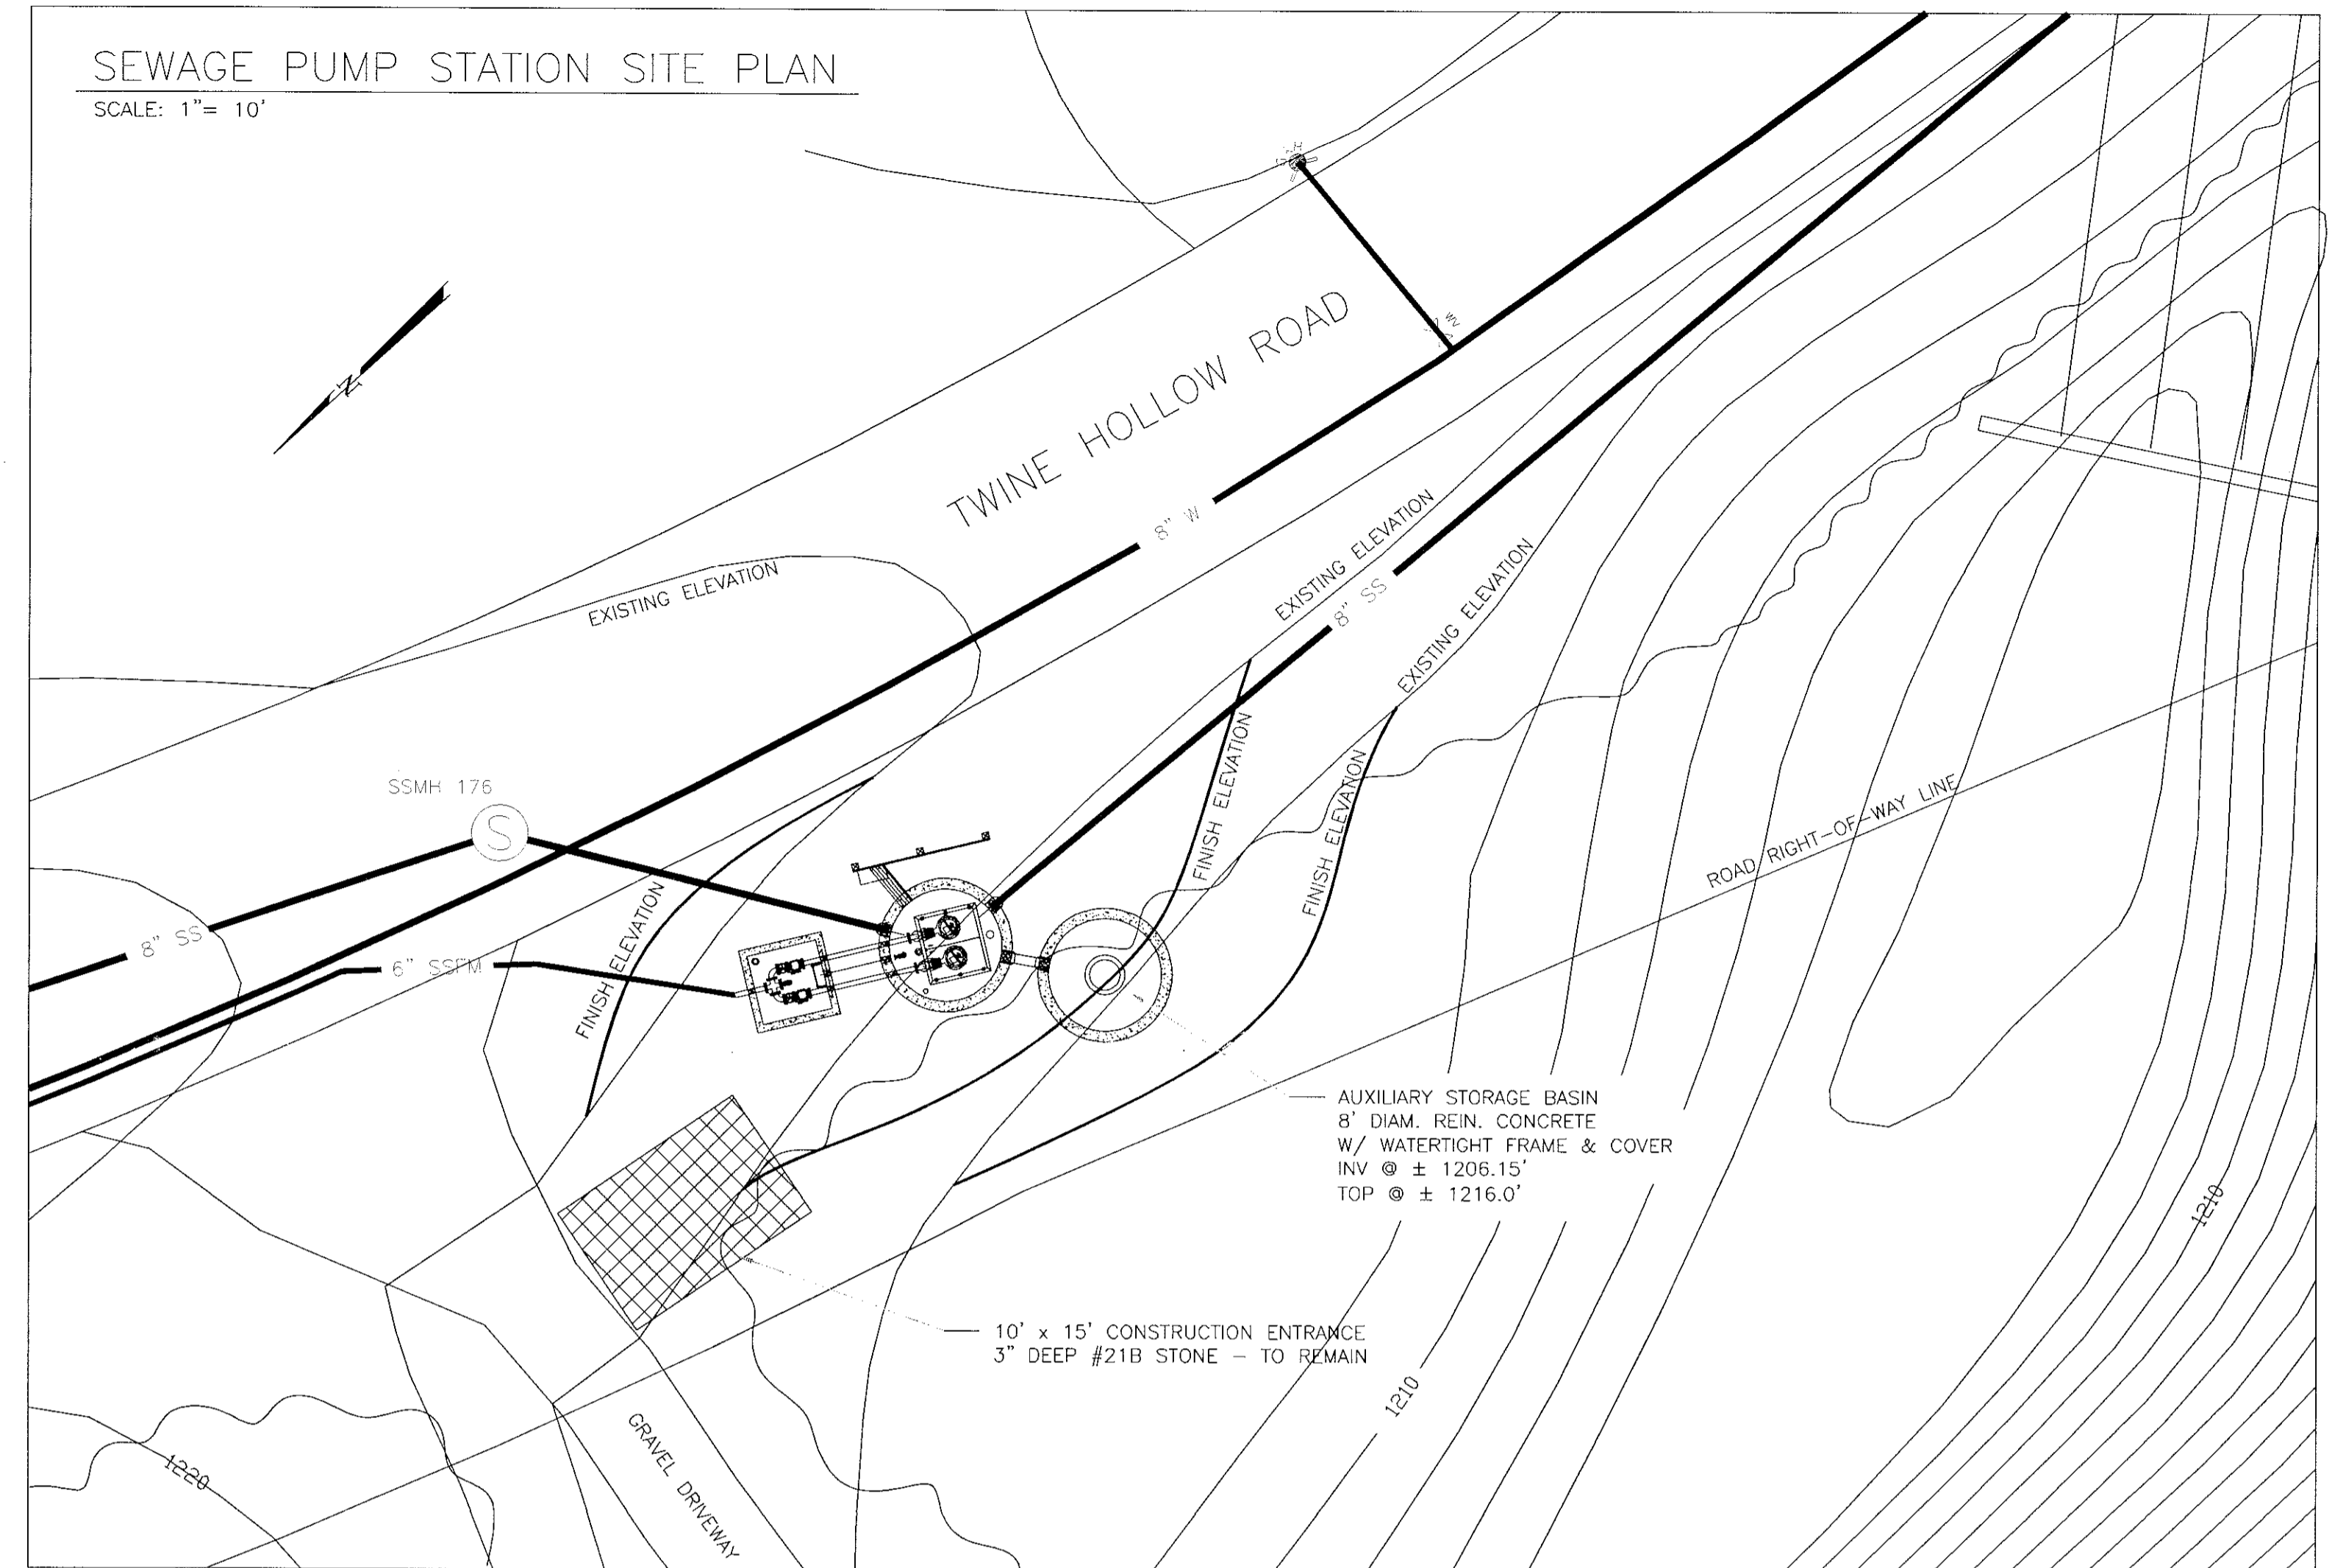 SEWAGE PUMP STATION SITE PLAN
SCALE: 1"= 10'
N
TWINE HOLLOW ROAD
8" W
EXISTING ELEVATION
EXISTING ELEVATION
8" SS
EXISTING ELEVATION
FINISH ELEVATION
FINISH ELEVATION
SSMH 176
S
ROAD RIGHT-OF-WAY LINE
8" SS
6" SSFM
FINISH ELEVATION
AUXILIARY STORAGE BASIN
8' DIAM. REIN. CONCRETE
W/ WATERTIGHT FRAME & COVER
INV @ ± 1206.15'
TOP @ ± 1216.0'
1210
10' x 15' CONSTRUCTION ENTRANCE
3" DEEP #21B STONE - TO REMAIN
1210
GRAVEL DRIVEWAY
1220